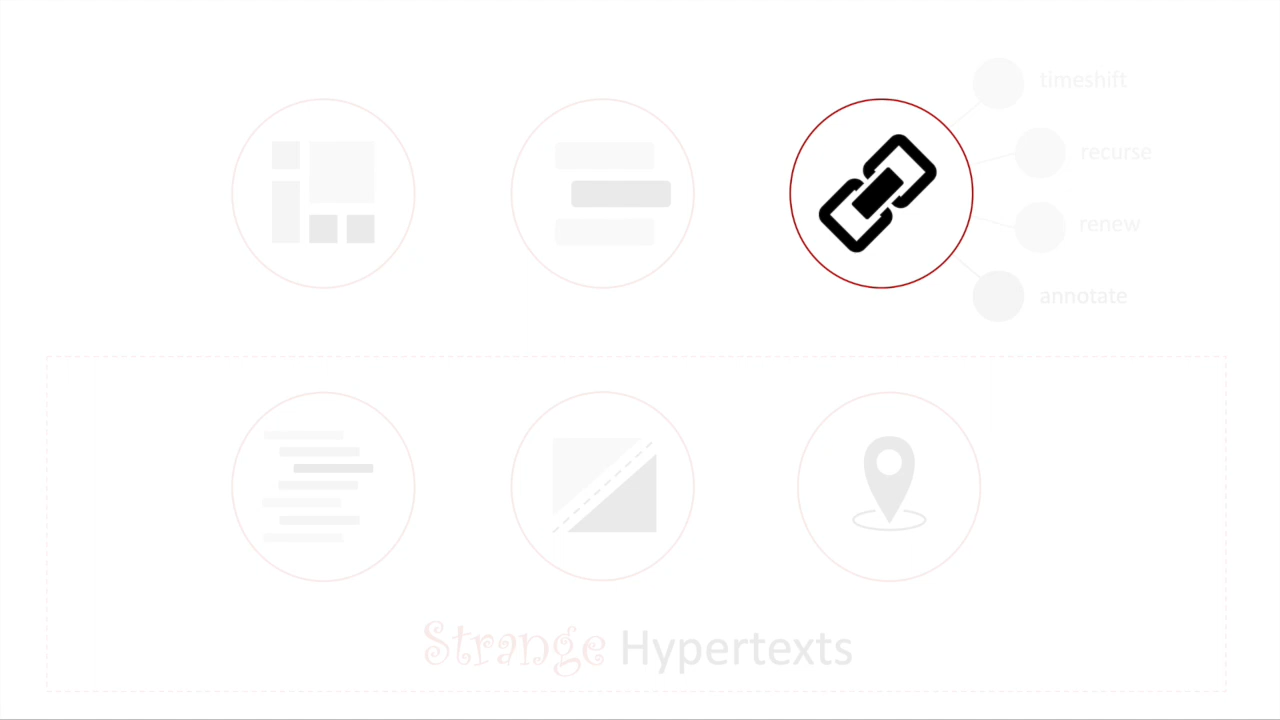 timeshift
recurse
renew
annotate
Strange Hypertexts